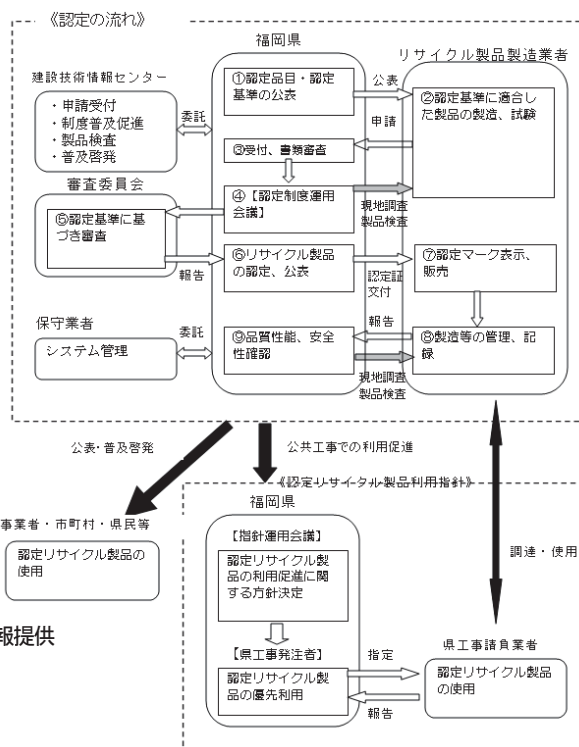 《認定の流れ》
福岡県
リサイクル製品製造業者
建設技術情報センター
・申請受付
・制度普及促進
・製品検査
・普及啓発
委託
①認定品目・認定
基準の公表
公表
申請
②認定基準に適合し
た製品の製造、試験
③受付、書類審査
審査委員会
④【認定制度運用
会議】
現地調査
製品検査
⑤認定基準に基
づき審査
報告
⑥リサイクル製品
の認定、公表
認定証
交付
⑦認定マーク表示、
販売
保守業者
システム管理
委託
⑨品質性能、安全
性確認
報告
現地調査
製品検査
⑧製造等の管理、記
録
公表・普及啓発
公共工事での利用促進
《認定リサイクル製品利用指針》
福岡県
事業者・市町村・県民等
認定リサイクル製品の
使用
【指針運用会議】
認定リサイクル製
品の利用促進に関
する方針決定
調達・使用
報提供
【県工事発注者】
認定リサイクル製
品の優先利用
指定
報告
県工事請負業者
認定リサイクル製品
の使用